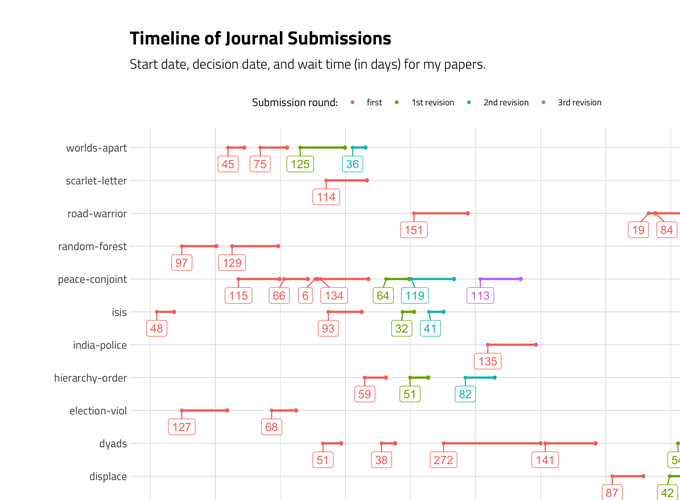 Timeline of Journal Submissions
Start date, decision date, and wait time (in days) for my papers.
Submission round: first 1st revision 2nd revision 3rd revision
worlds-apart
45 75 125 36
scarlet-letter
114
road-warrior
151 19 84
random-forest
97 129
peace-conjoint
115 66 6 134 64 119 113
isis
48 93 32 41
india-police
135
hierarchy-order
59 51 82
election-viol
127 68
dyads
51 38 272 141
displace
87 42